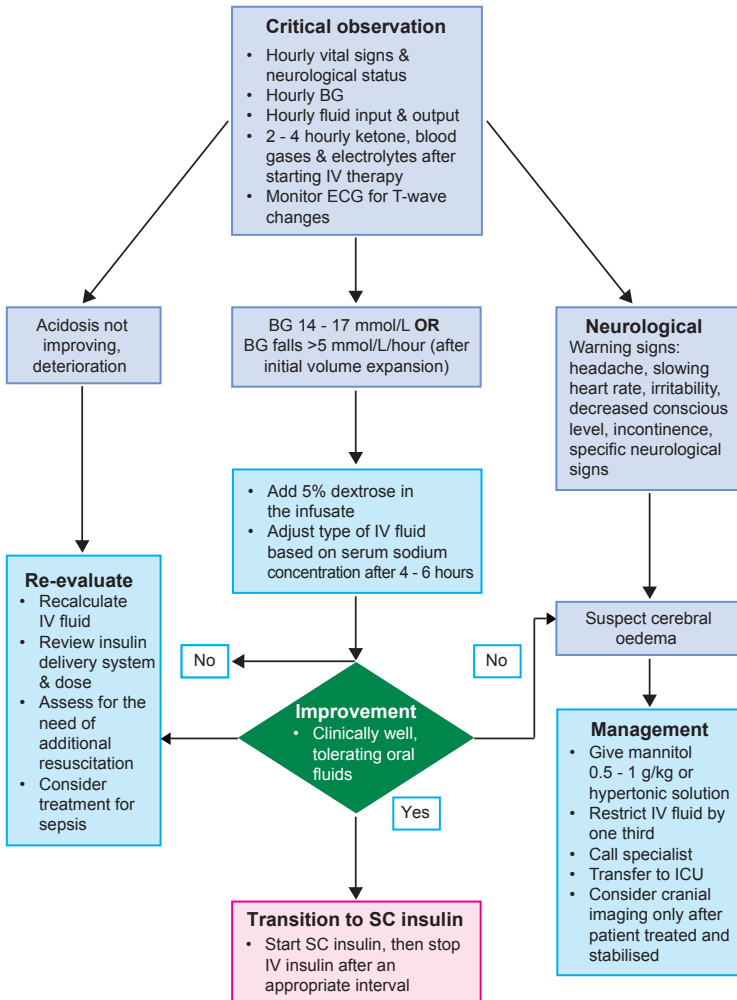 Critical observation
• Hourly vital signs &
neurological status
• Hourly BG
• Hourly fluid input & output
• 2 - 4 hourly ketone, blood
gases & electrolytes after
starting IV therapy
• Monitor ECG for T-wave
changes
Acidosis not
improving,
deterioration
BG 14 - 17 mmol/L OR
BG falls >5 mmol/L/hour (after
initial volume expansion)
Neurological
Warning signs:
headache, slowing
heart rate, irritability,
decreased conscious
level, incontinence,
specific neurological
signs
• Add 5% dextrose in
the infusate
• Adjust type of IV fluid
based on serum sodium
concentration after 4 - 6 hours
Re-evaluate
• Recalculate
IV fluid
• Review insulin
delivery system
& dose
• Assess for the
need of
additional
resuscitation
• Consider
treatment for
sepsis
No
No
Suspect cerebral
oedema
Improvement
• Clinically well,
tolerating oral
fluids
Yes
Management
• Give mannitol
0.5 - 1 g/kg or
hypertonic solution
• Restrict IV fluid by
one third
• Call specialist
• Transfer to ICU
• Consider cranial
imaging only after
patient treated and
stabilised
Transition to SC insulin
• Start SC insulin, then stop
IV insulin after an
appropriate interval